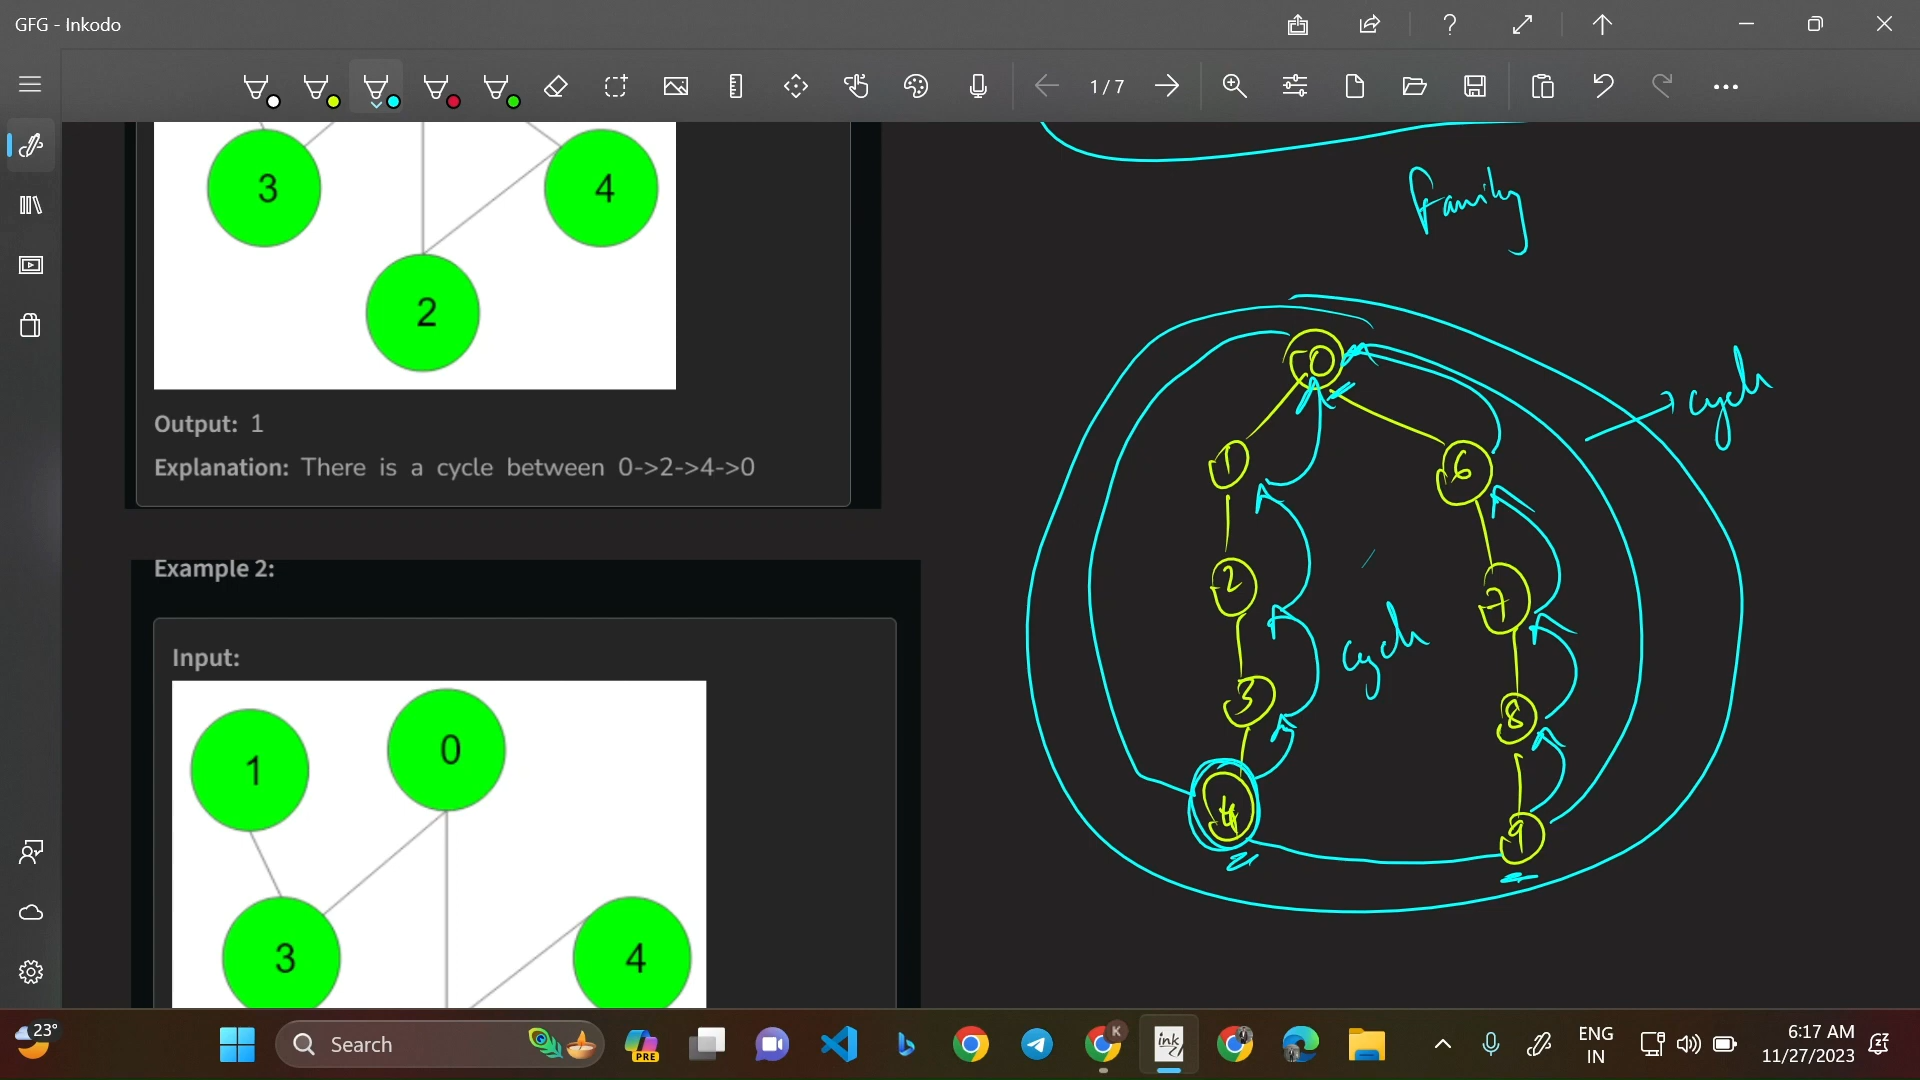 GFG - Inkodo
1 / 7
3
4
2
Output: 1
Explanation: There is a cycle between 0->2->4->0
Example 2:
Input:
1
0
3
4
Family
0
1
6
2
7
3
8
4
9
cycle
cycle
23°
Search
PRE
K
ink
ENG
IN
6:17 AM
11/27/2023